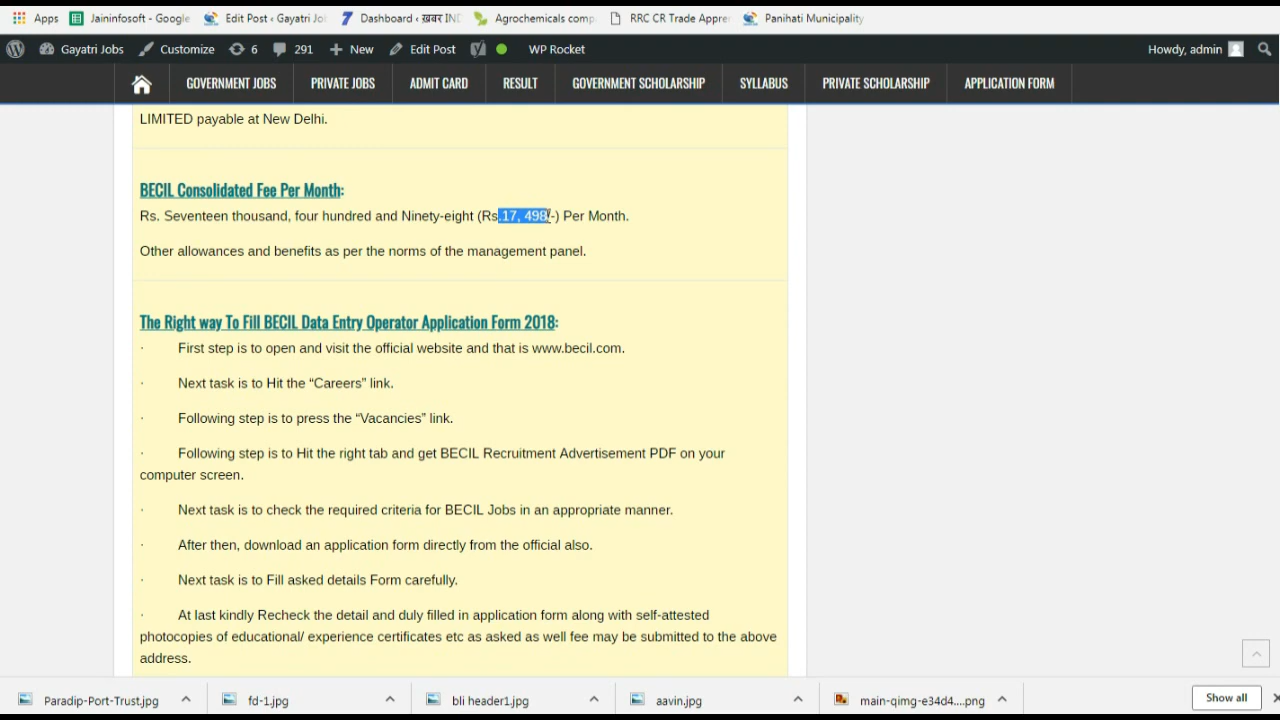 Apps Jaininfosoft - Google Edit Post ‹ Gayatri Jo Dashboard ‹ ख़बर IND Agrochemicals comp RRC CR Trade Appre Panihati Municipality
Gayatri Jobs Customize 6 291 New Edit Post WP Rocket Howdy, admin
GOVERNMENT JOBS PRIVATE JOBS ADMIT CARD RESULT GOVERNMENT SCHOLARSHIP SYLLABUS PRIVATE SCHOLARSHIP APPLICATION FORM
LIMITED payable at New Delhi.
BECIL Consolidated Fee Per Month:
Rs. Seventeen thousand, four hundred and Ninety-eight (Rs.17, 498/-) Per Month.
Other allowances and benefits as per the norms of the management panel.
The Right way To Fill BECIL Data Entry Operator Application Form 2018:
· First step is to open and visit the official website and that is www.becil.com.
· Next task is to Hit the “Careers” link.
· Following step is to press the “Vacancies” link.
· Following step is to Hit the right tab and get BECIL Recruitment Advertisement PDF on your
computer screen.
· Next task is to check the required criteria for BECIL Jobs in an appropriate manner.
· After then, download an application form directly from the official also.
· Next task is to Fill asked details Form carefully.
· At last kindly Recheck the detail and duly filled in application form along with self-attested
photocopies of educational/ experience certificates etc as asked as well fee may be submitted to the above
address.
Paradip-Port-Trust.jpg fd-1.jpg bli header1.jpg aavin.jpg main-qimg-e34d4....png Show all